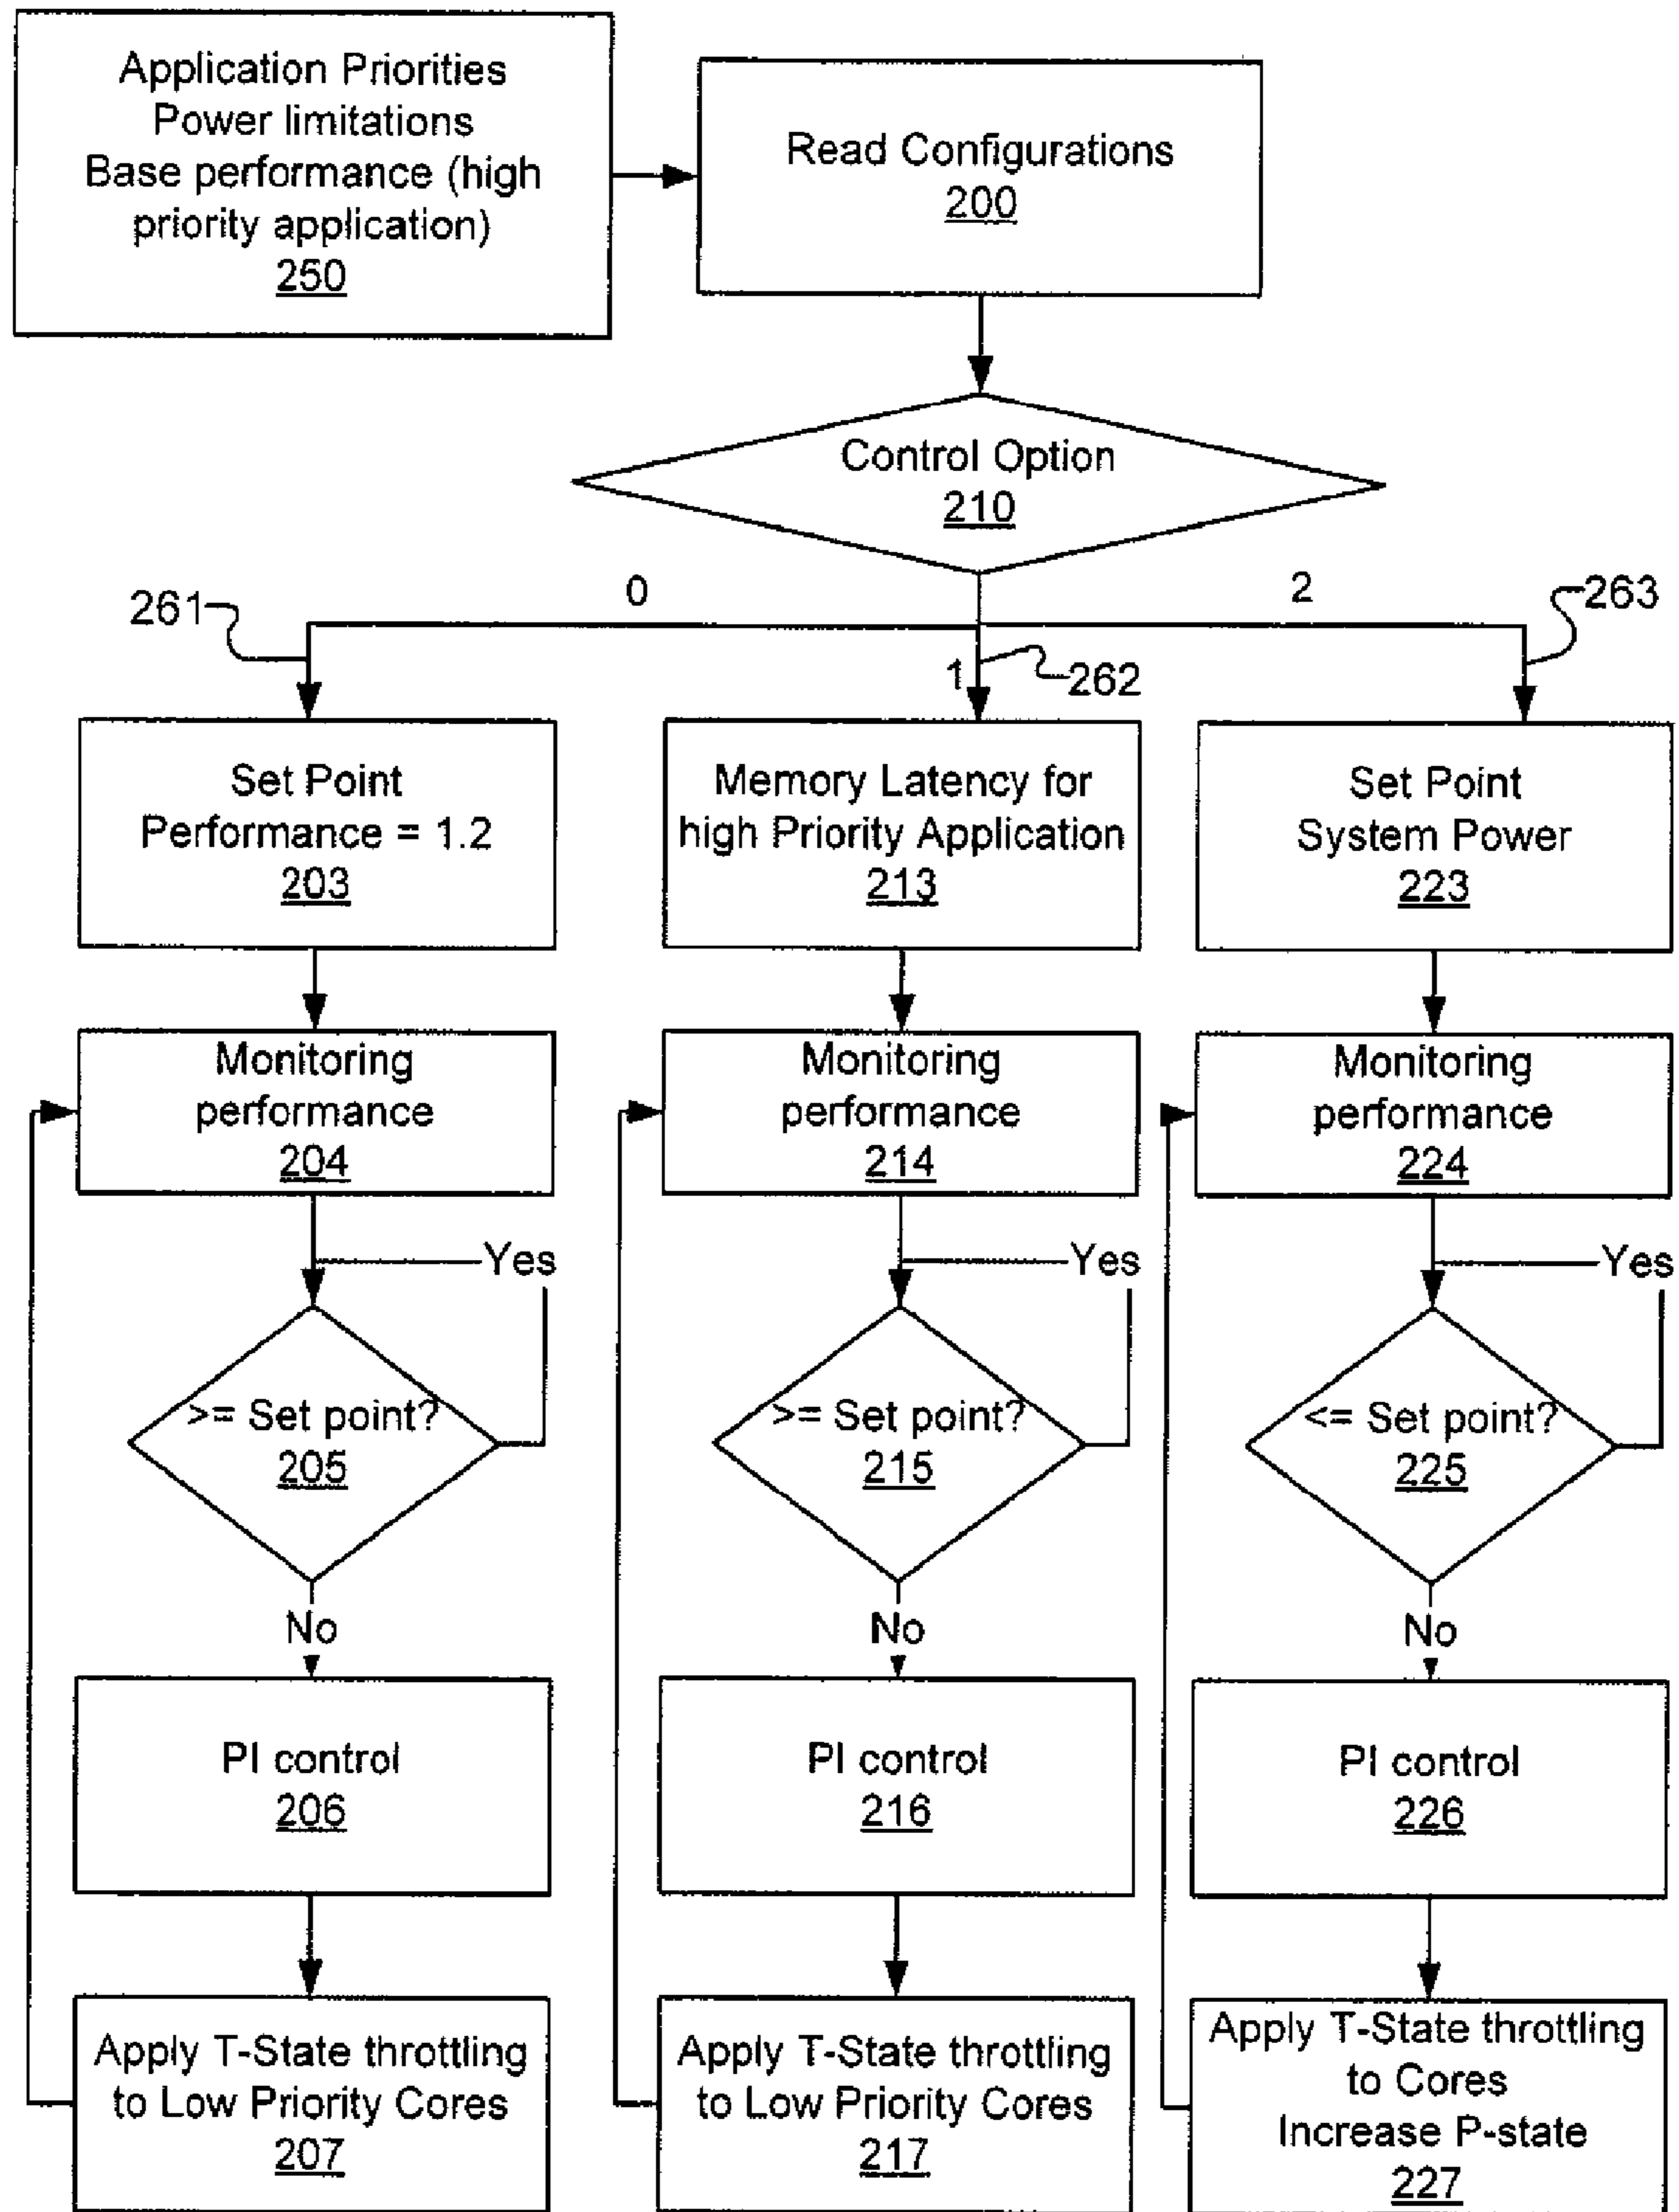 Application Priorities
Power limitations
Base performance (high
priority application)
250
Read Configurations
200
Control Option
210
261
0
1
262
2
263
Set Point
Performance = 1.2
203
Memory Latency for
high Priority Application
213
Set Point
System Power
223
Monitoring
performance
204
Monitoring
performance
214
Monitoring
performance
224
Yes
Yes
Yes
>= Set point?
205
>= Set point?
215
<= Set point?
225
No
No
No
PI control
206
PI control
216
PI control
226
Apply T-State throttling
to Low Priority Cores
207
Apply T-State throttling
to Low Priority Cores
217
Apply T-State throttling
to Cores
Increase P-state
227